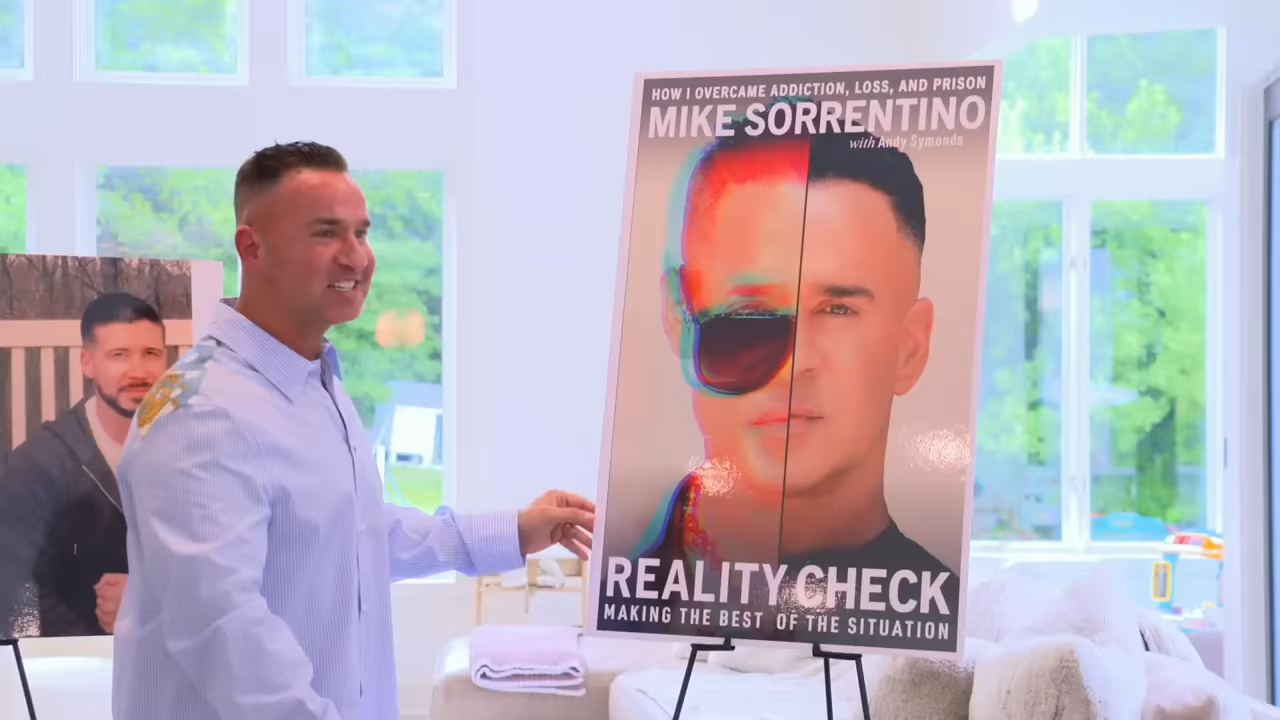 HOW I OVERCAME ADDICTION, LOSS, AND PRISON
MIKE SORRENTINO
with Andy Symonds
REALITY CHECK
MAKING THE BEST OF THE SITUATION